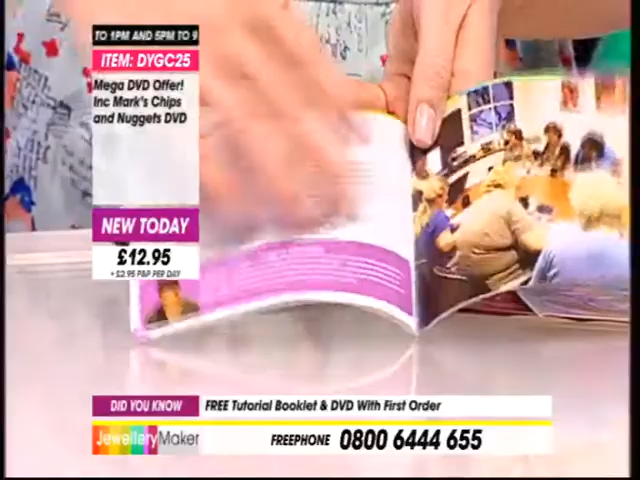 TO 1PM AND 5PM TO 9
ITEM: DYGC25
Mega DVD Offer!
Inc Mark's Chips
and Nuggets DVD
NEW TODAY
£12.95
+£2.95 P&P PER DAY
DID YOU KNOW
FREE Tutorial Booklet & DVD With First Order
JewelleryMaker
FREEPHONE 0800 6444 655